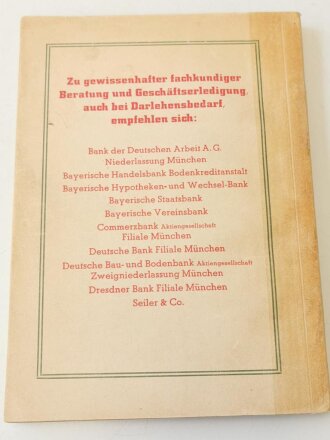 Zu gewissenhafter fachkundiger
Beratung und Geschäftserledigung,
auch bei Darlehensbedarf,
empfehlen sich:
Bank der Deutschen Arbeit A. G.
Niederlassung München
Bayerische Handelsbank Bodenkreditanstalt
Bayerische Hypotheken- und Wechsel-Bank
Bayerische Staatsbank
Bayerische Vereinsbank
Commerzbank Aktiengesellschaft
Filiale München
Deutsche Bank Filiale München
Deutsche Bau- und Bodenbank Aktiengesellschaft
Zweigniederlassung München
Dresdner Bank Filiale München
Seiler & Co.